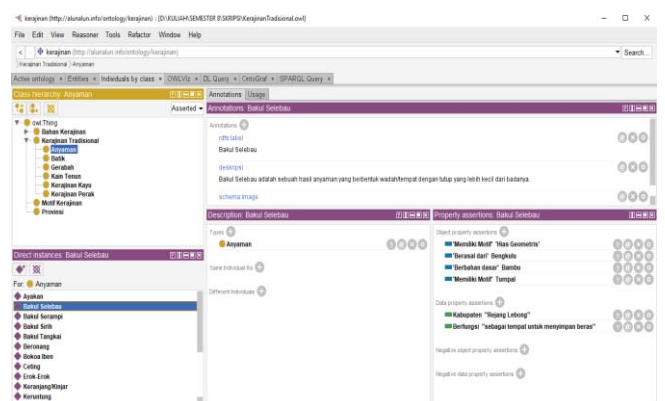 kerajinan (http://alunalun.info/ontology/kerajinan) : [D:\KULIAH\SEMESTER 8\SKRIPSI\KerajinanTradisional.owl]
File Edit View Reasoner Tools Refactor Window Help
kerajinan (http://alunalun.info/ontology/kerajinan)
Search...
Kerajinan Tradisional Anyaman
Active ontology × Entities × Individuals by class × OWLViz × DL Query × OntoGraf × SPARQL Query ×
Class hierarchy: Anyaman
Asserted
owl:Thing
Bahan Kerajinan
Kerajinan Tradisional
Anyaman
Batik
Gerabah
Kain Tenun
Kerajinan Kayu
Kerajinan Perak
Motif Kerajinan
Provinsi
Direct instances: Bakul Selebau
For: Anyaman
Ayakan
Bakul Selebau
Bakul Serampi
Bakul Sirih
Bakul Tangkai
Beronang
Bokoa Iben
Ceting
Erok-Erok
Keranjang/Kinjar
Keruntung
Annotations Usage
Annotations: Bakul Selebau
Annotations
rdfs:label
Bakul Selebau
deskripsi
Bakul Selebau adalah sebuah hasil anyaman yang berbentuk wadah/tempat dengan tutup yang lebih kecil dari badanya.
schema:image
Description: Bakul Selebau
Types
Anyaman
Same Individual As
Different Individuals
Property assertions: Bakul Selebau
Object property assertions
'Memiliki Motif' 'Hias Geometris'
'Berasal dari' Bengkulu
'Berbahan dasar' Bambu
'Memiliki Motif' Tumpal
Data property assertions
Kabupaten "Rejang Lebong"
Berfungsi "sebagai tempat untuk menyimpan beras"
Negative object property assertions
Negative data property assertions